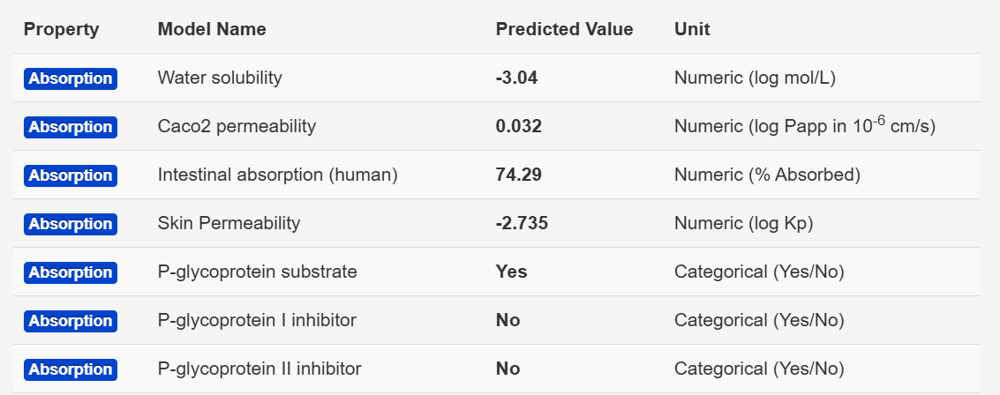 Property Model Name Predicted Value Unit
Absorption Water solubility -3.04 Numeric (log mol/L)
Absorption Caco2 permeability 0.032 Numeric (log Papp in 10⁻⁶ cm/s)
Absorption Intestinal absorption (human) 74.29 Numeric (% Absorbed)
Absorption Skin Permeability -2.735 Numeric (log Kp)
Absorption P-glycoprotein substrate Yes Categorical (Yes/No)
Absorption P-glycoprotein I inhibitor No Categorical (Yes/No)
Absorption P-glycoprotein II inhibitor No Categorical (Yes/No)